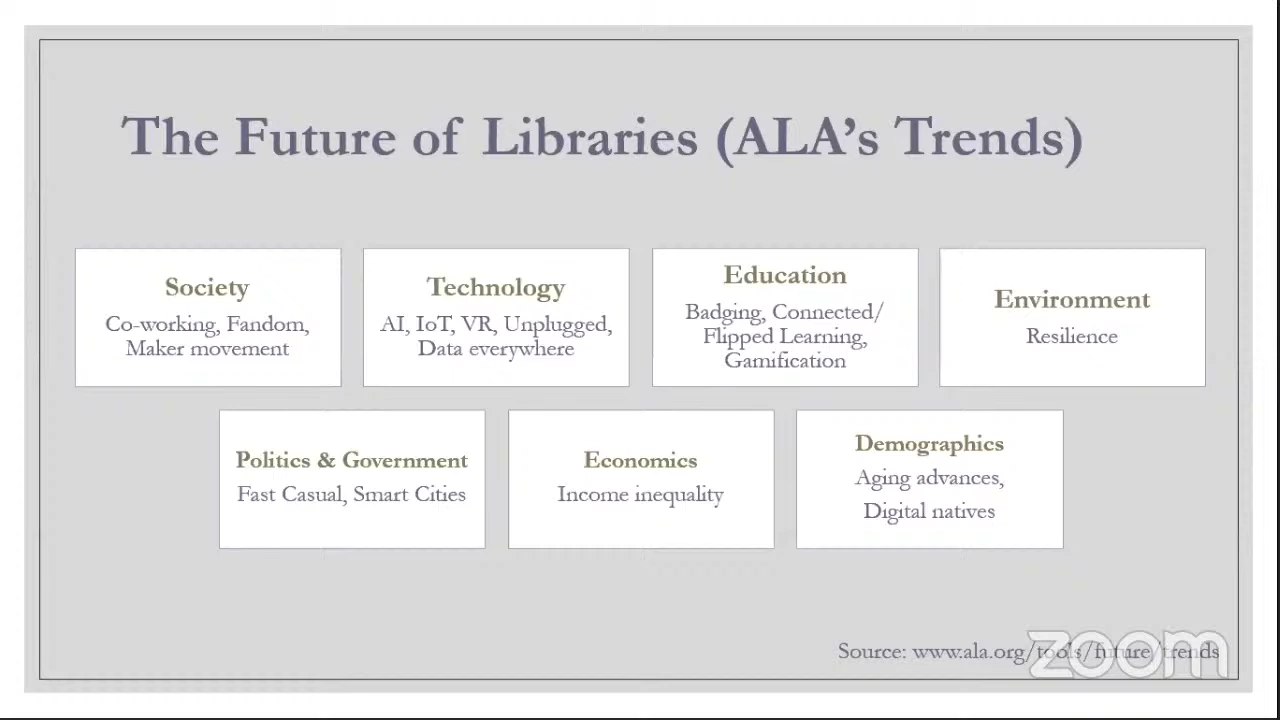 The Future of Libraries (ALA's Trends)
Society
Co-working, Fandom,
Maker movement
Technology
AI, IoT, VR, Unplugged,
Data everywhere
Education
Badging, Connected/
Flipped Learning,
Gamification
Environment
Resilience
Politics & Government
Fast Casual, Smart Cities
Economics
Income inequality
Demographics
Aging advances,
Digital natives
Source: www.ala.org/tools/future/trends
zoom